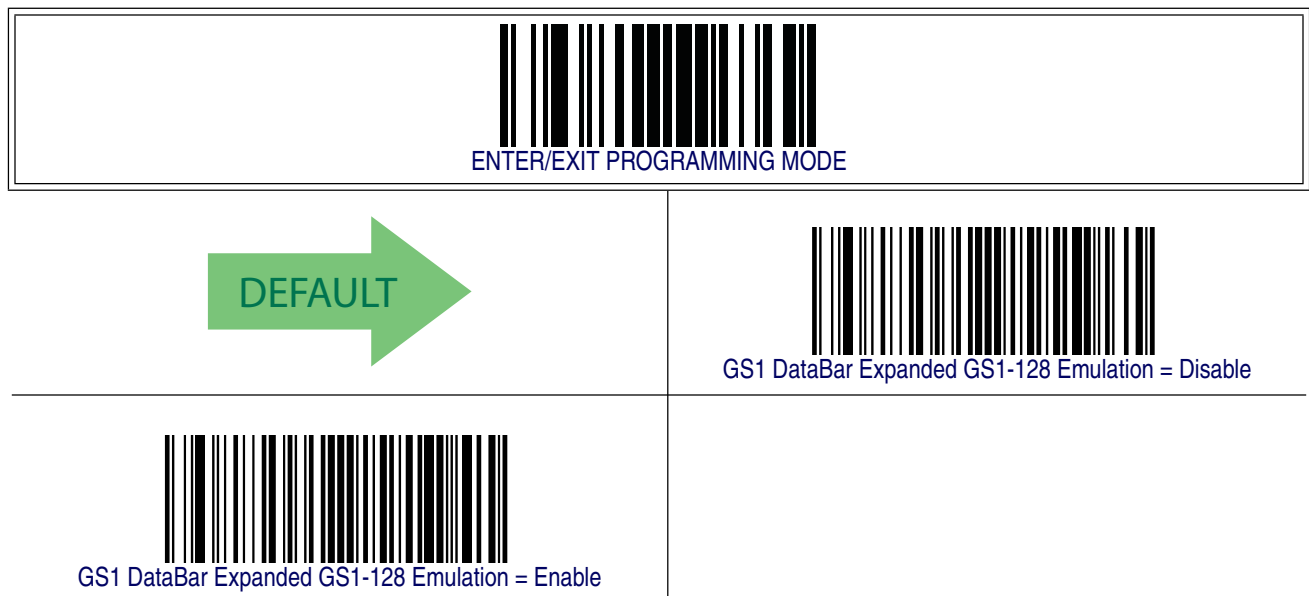 ENTER/EXIT PROGRAMMING MODE
DEFAULT
GS1 DataBar Expanded GS1-128 Emulation = Disable
GS1 DataBar Expanded GS1-128 Emulation = Enable